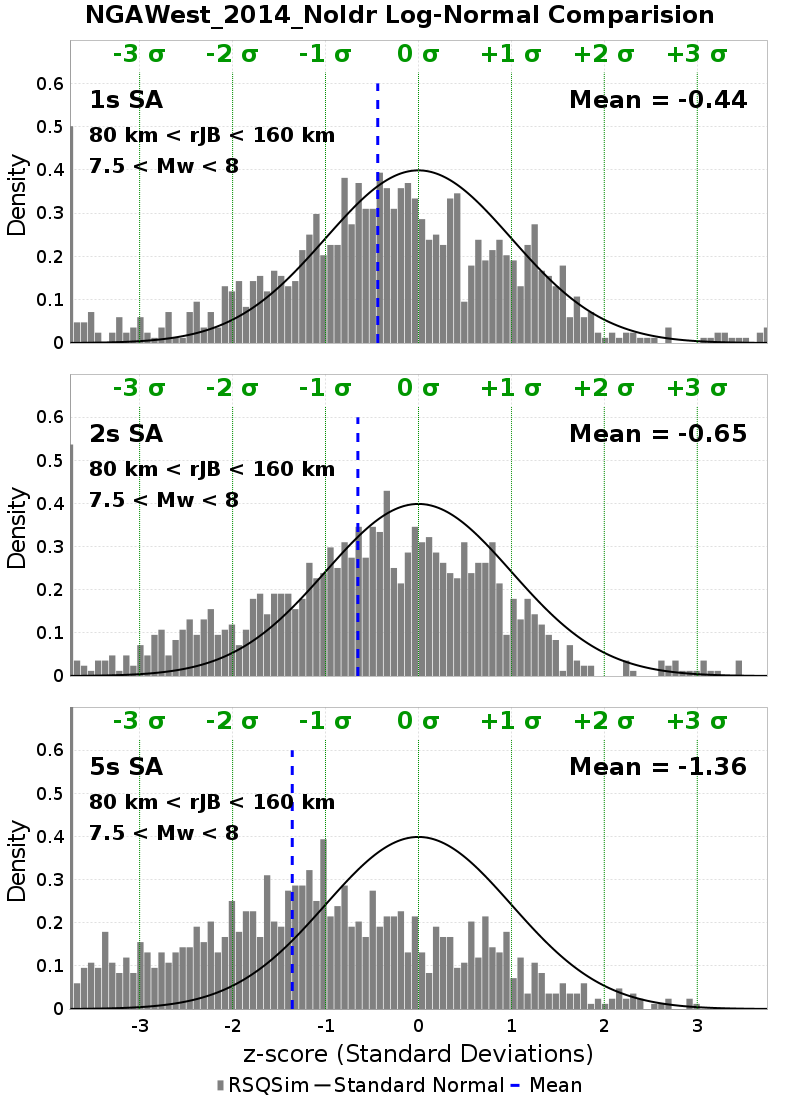 NGAWest_2014_NoIdr Log-Normal Comparision
-3 σ -2 σ -1 σ 0 σ +1 σ +2 σ +3 σ
1s SA
Mean = -0.44
80 km < rJB < 160 km
7.5 < Mw < 8
Density
0.6
0.5
0.4
0.3
0.2
0.1
0
-3 σ -2 σ -1 σ 0 σ +1 σ +2 σ +3 σ
2s SA
Mean = -0.65
80 km < rJB < 160 km
7.5 < Mw < 8
Density
0.6
0.5
0.4
0.3
0.2
0.1
0
-3 σ -2 σ -1 σ 0 σ +1 σ +2 σ +3 σ
5s SA
Mean = -1.36
80 km < rJB < 160 km
7.5 < Mw < 8
Density
0.6
0.5
0.4
0.3
0.2
0.1
0
-3 -2 -1 0 1 2 3
z-score (Standard Deviations)
RSQSim Standard Normal Mean